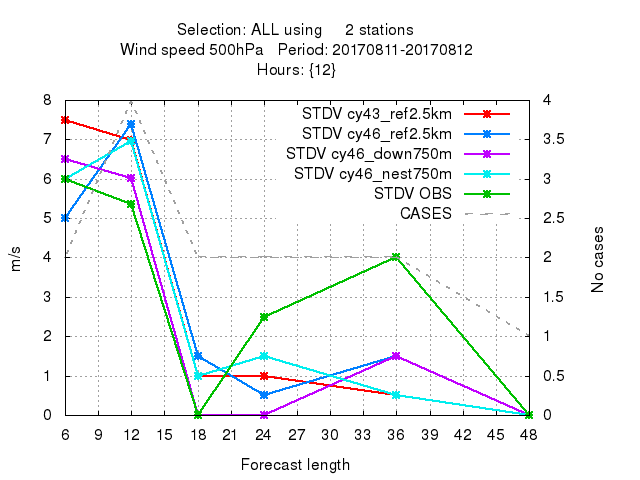 Selection: ALL using     2 stations
Wind speed 500hPa   Period: 20170811-20170812
Hours: {12}
STDV cy43_ref2.5km
STDV cy46_ref2.5km
STDV cy46_down750m
STDV cy46_nest750m
STDV OBS
CASES
8
7
6
5
4
3
2
1
0
m/s
4
3.5
3
2.5
2
1.5
1
0.5
0
No cases
6 9 12 15 18 21 24 27 30 33 36 39 42 45 48
Forecast length